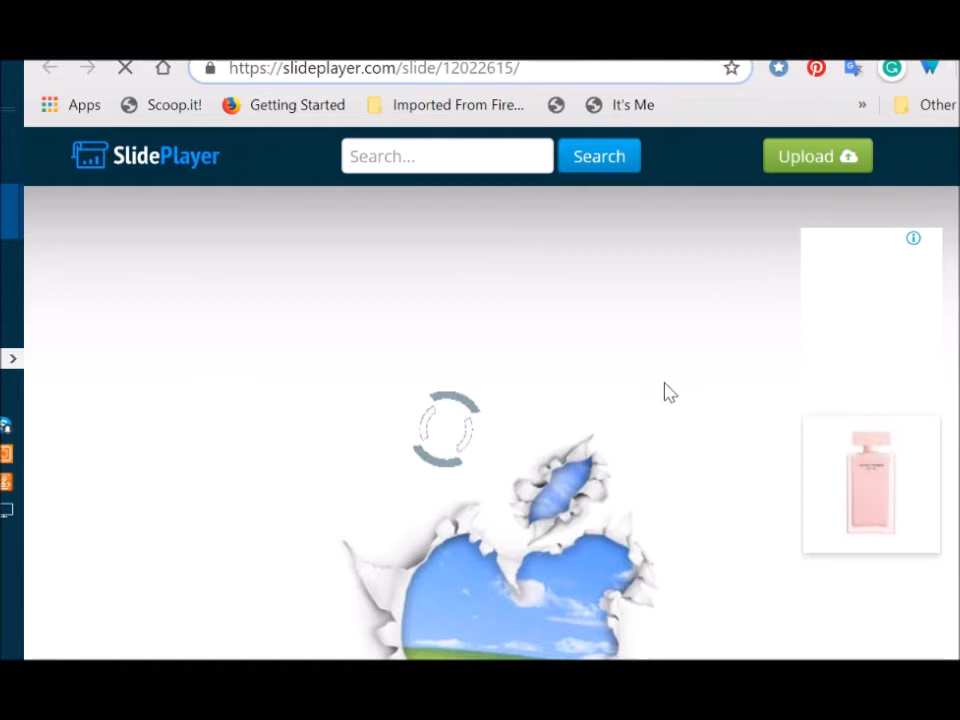 https://slideplayer.com/slide/12022615/
Apps Scoop.it! Getting Started Imported From Fire... It's Me » Other
SlidePlayer Search... Search Upload